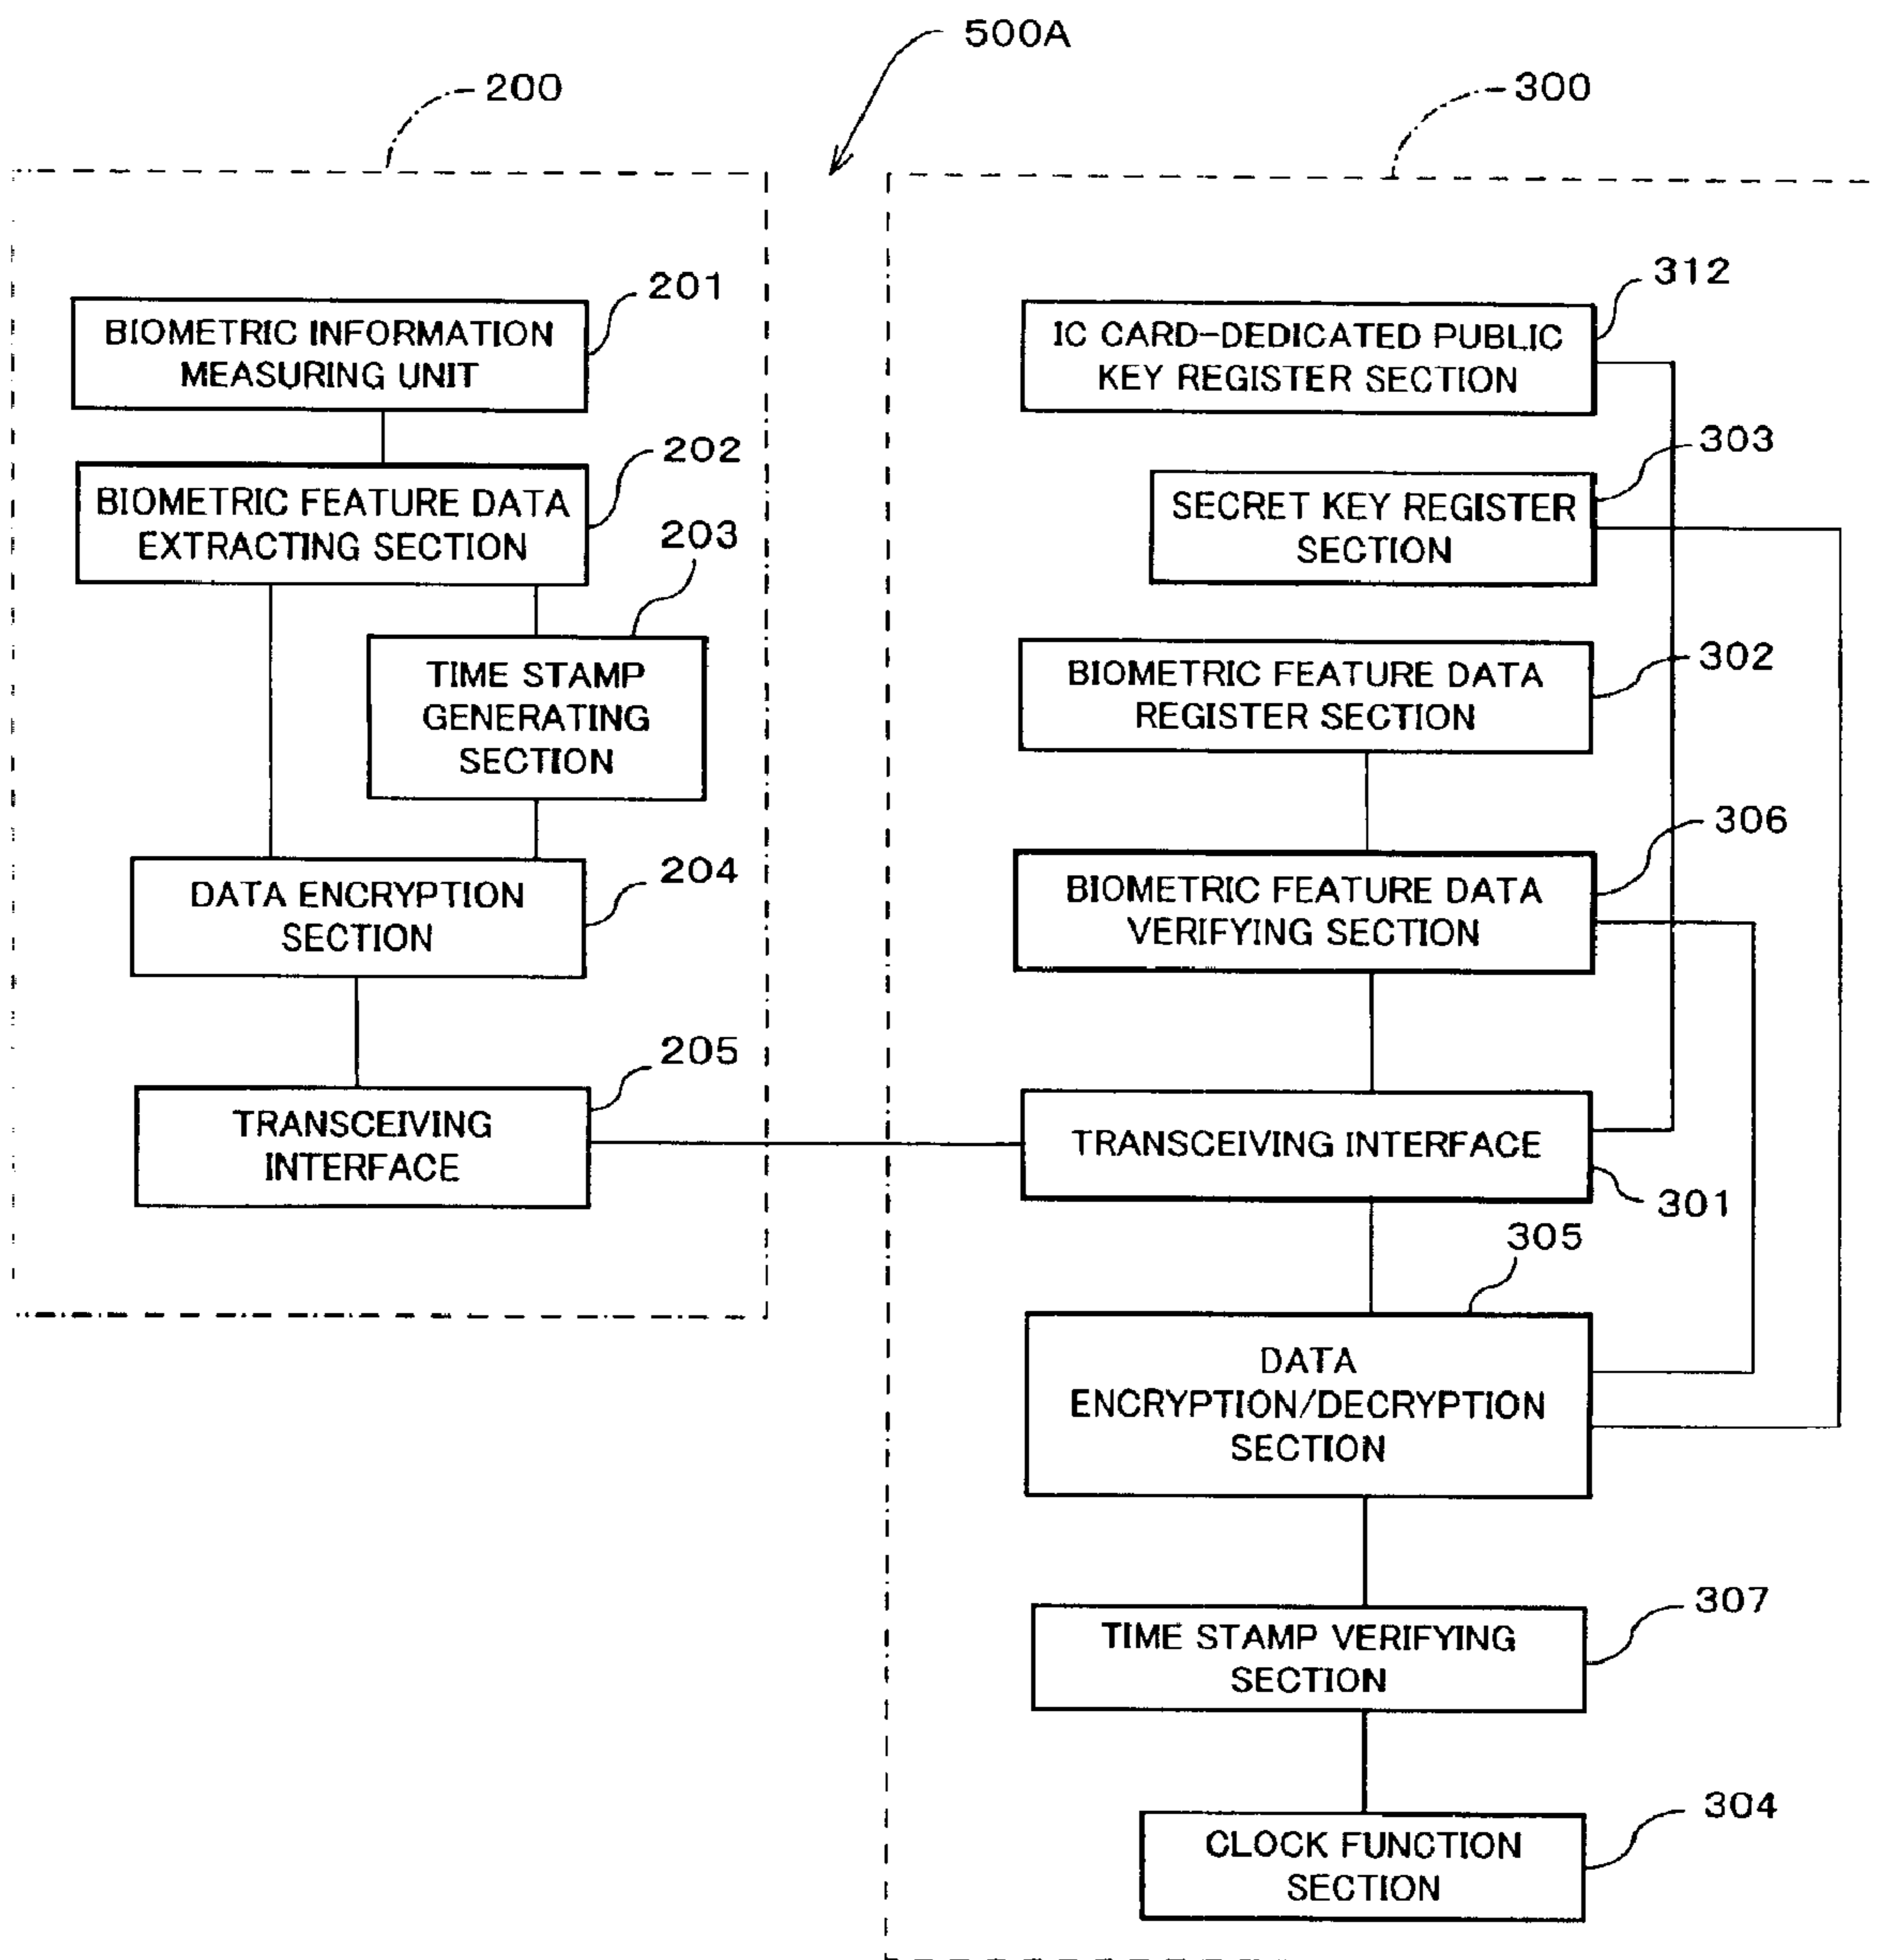 500A
200
300
201
BIOMETRIC INFORMATION
MEASURING UNIT
202
BIOMETRIC FEATURE DATA
EXTRACTING SECTION
203
TIME STAMP
GENERATING
SECTION
204
DATA ENCRYPTION
SECTION
205
TRANSCEIVING
INTERFACE
312
IC CARD-DEDICATED PUBLIC
KEY REGISTER SECTION
303
SECRET KEY REGISTER
SECTION
302
BIOMETRIC FEATURE DATA
REGISTER SECTION
306
BIOMETRIC FEATURE DATA
VERIFYING SECTION
TRANSCEIVING INTERFACE
301
305
DATA
ENCRYPTION/DECRYPTION
SECTION
307
TIME STAMP VERIFYING
SECTION
304
CLOCK FUNCTION
SECTION